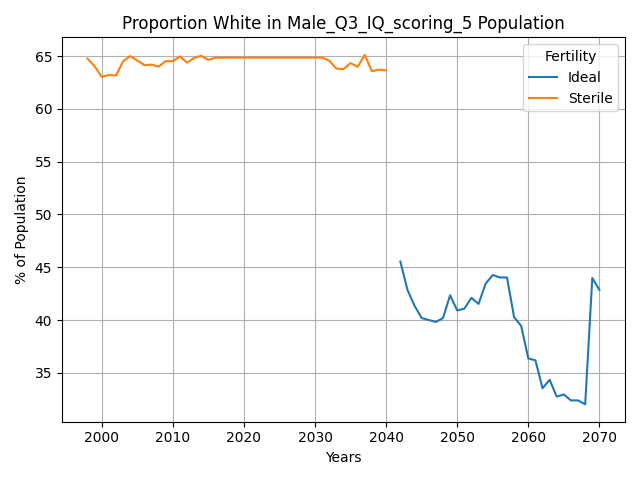 Proportion White in Male_Q3_IQ_scoring_5 Population
% of Population
65
60
55
50
45
40
35
Fertility
Ideal
Sterile
2000 2010 2020 2030 2040 2050 2060 2070
Years